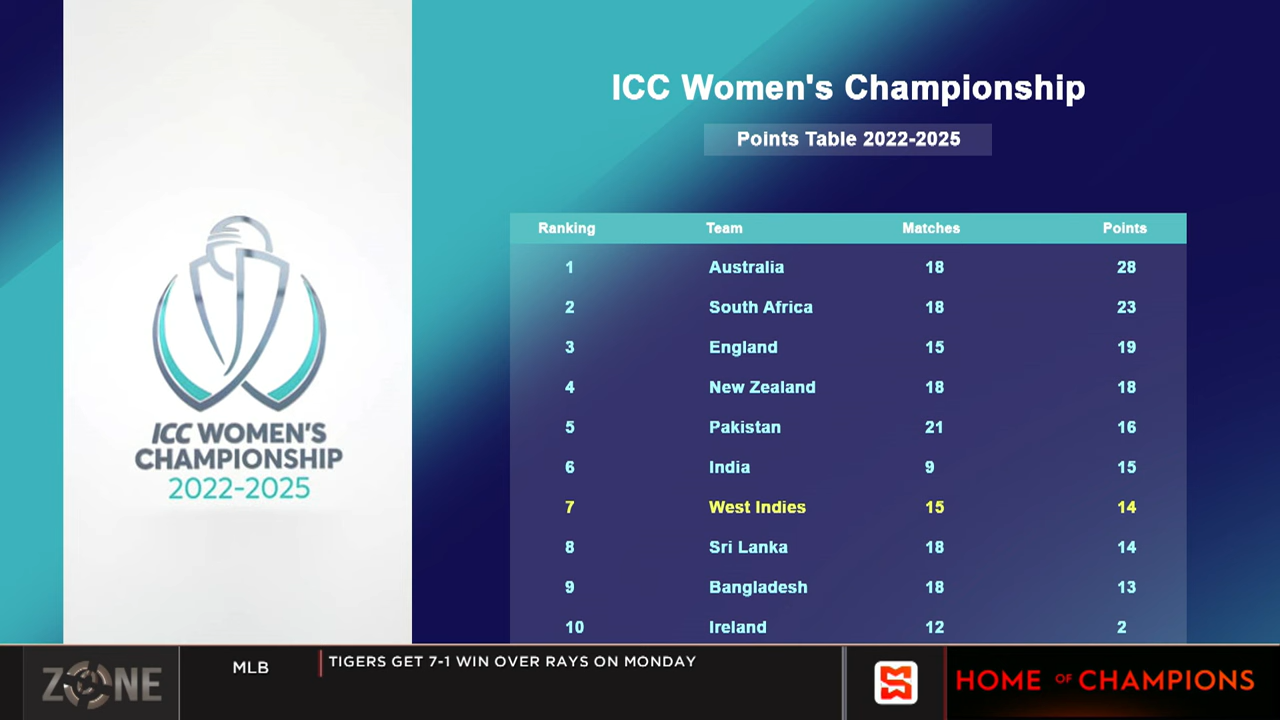 ICC Women's Championship
Points Table 2022-2025
Ranking Team Matches Points
1 Australia 18 28
2 South Africa 18 23
3 England 15 19
4 New Zealand 18 18
5 Pakistan 21 16
6 India 9 15
7 West Indies 15 14
8 Sri Lanka 18 14
9 Bangladesh 18 13
10 Ireland 12 2
ICC WOMEN'S
CHAMPIONSHIP
2022-2025
ZONE
MLB
TIGERS GET 7-1 WIN OVER RAYS ON MONDAY
HOME OF CHAMPIONS